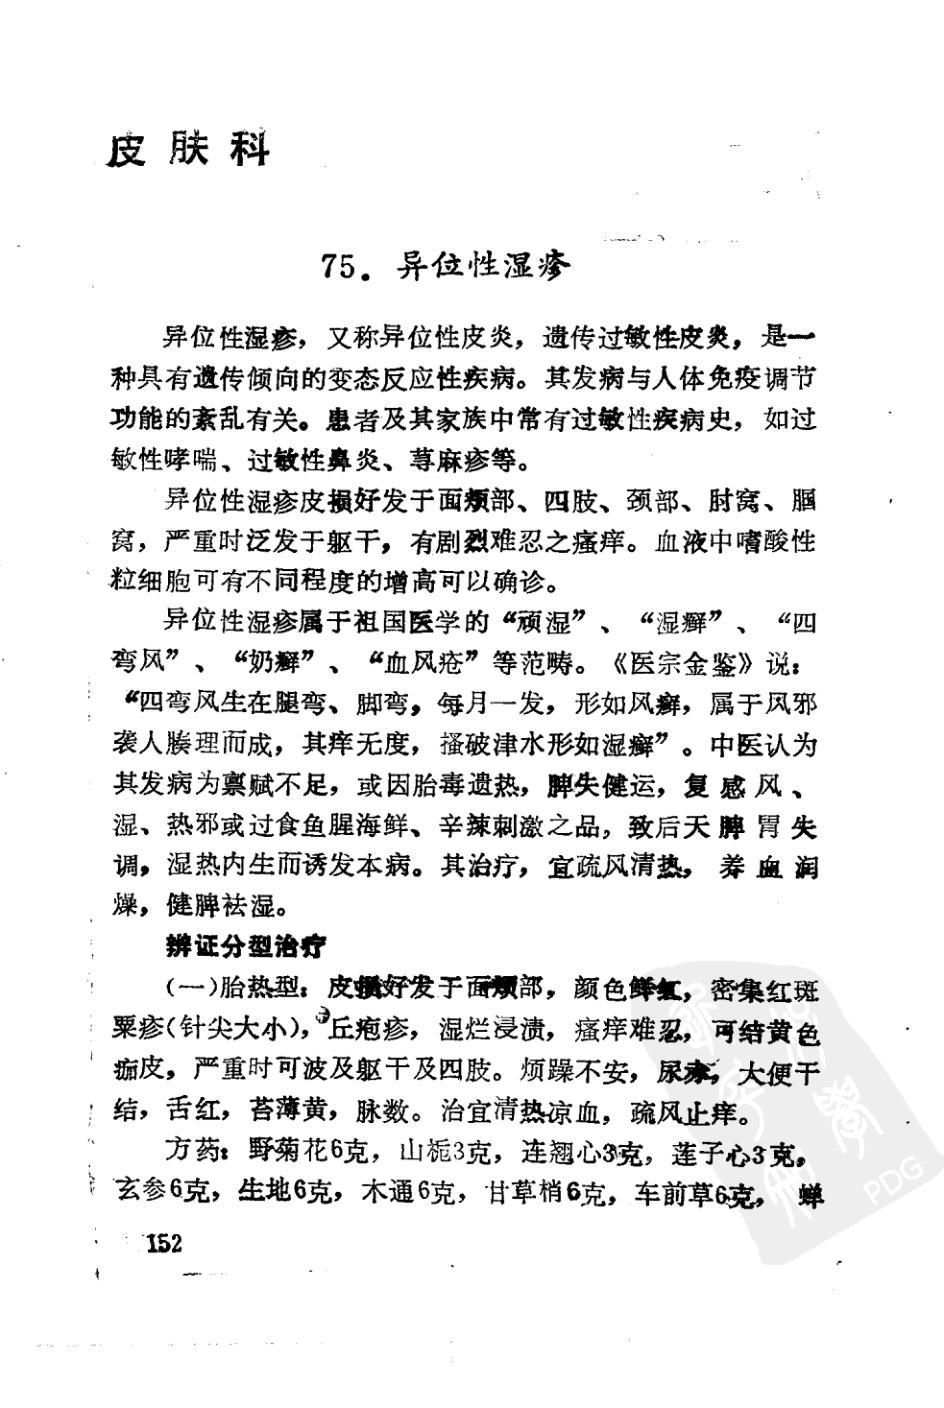 皮肤科
75. 异位性湿疹
异位性湿疹，又称异位性皮炎，遗传过敏性皮炎，是一
种具有遗传倾向的变态反应性疾病。其发病与人体免疫调节
功能的紊乱有关。患者及其家族中常有过敏性疾病史，如过
敏性哮喘、过敏性鼻炎、荨麻疹等。
异位性湿疹皮损好发于面颊部、四肢、颈部、肘窝、腘
窝，严重时泛发于躯干，有剧烈难忍之瘙痒。血液中嗜酸性
粒细胞可有不同程度的增高可以确诊。
异位性湿疹属于祖国医学的“顽湿”、“湿癣”、“四
弯风”、“奶癣”、“血风疮”等范畴。《医宗金鉴》说：
“四弯风生在腿弯、脚弯，每月一发，形如风癣，属于风邪
袭人腠理而成，其痒无度，搔破津水形如湿癣”。中医认为
其发病为禀赋不足，或因胎毒遗热，脾失健运，复感风、
湿、热邪或过食鱼腥海鲜、辛辣刺激之品，致后天脾胃失
调，湿热内生而诱发本病。其治疗，宜疏风清热，养血润
燥，健脾祛湿。
辨证分型治疗
（一）胎热型：皮损好发于面颊部，颜色鲜红，密集红斑
粟疹（针尖大小），丘疱疹，湿烂浸渍，瘙痒难忍，可结黄色
痂皮，严重时可波及躯干及四肢。烦躁不安，尿赤，大便干
结，舌红，苔薄黄，脉数。治宜清热凉血，疏风止痒。
方药：野菊花6克，山栀3克，连翘心3克，莲子心3克，
玄参6克，生地6克，木通6克，甘草梢6克，车前草6克，蝉
152
PDG